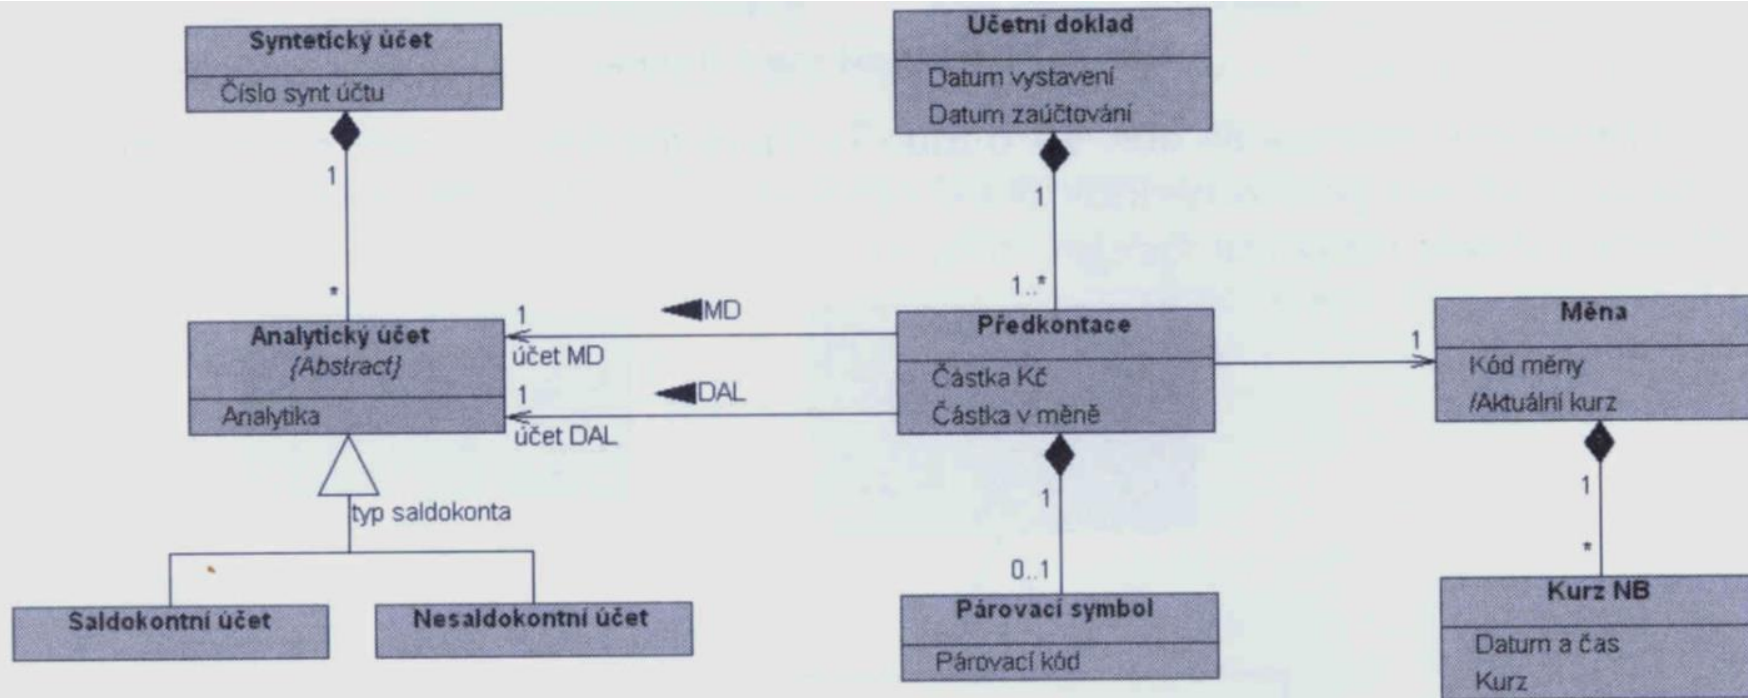 Syntetický účet
Číslo synt účtu
1
*
Účetní doklad
Datum vystavení
Datum zaúčtování
1
1..*
Analytický účet
{Abstract}
Analytika
1
MD
účet MD
1
DAL
účet DAL
Předkontace
Částka Kč
Částka v měně
1
Měna
Kód měny
/Aktuální kurz
typ saldokonta
1
0..1
1
*
Saldokontní účet
Nesaldokontní účet
Párovací symbol
Párovací kód
Kurz NB
Datum a čas
Kurz